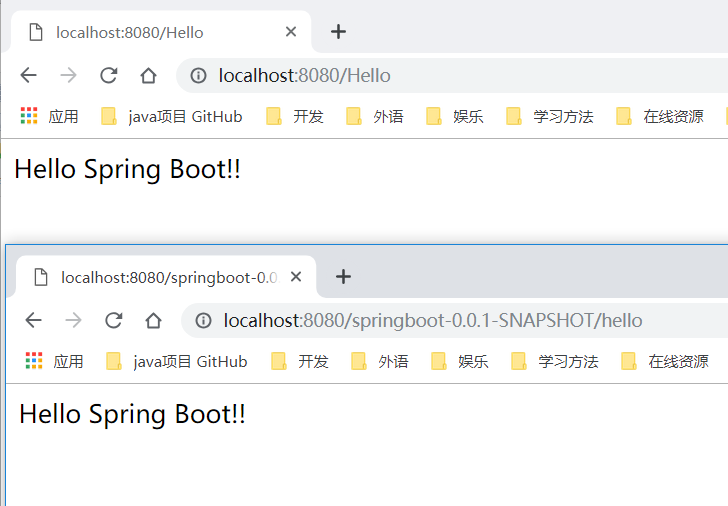 localhost:8080/Hello
localhost:8080/Hello
应用 java项目 GitHub 开发 外语 娱乐 学习方法 在线资源
Hello Spring Boot!!
localhost:8080/springboot-0.0
localhost:8080/springboot-0.0.1-SNAPSHOT/hello
应用 java项目 GitHub 开发 外语 娱乐 学习方法 在线资源
Hello Spring Boot!!